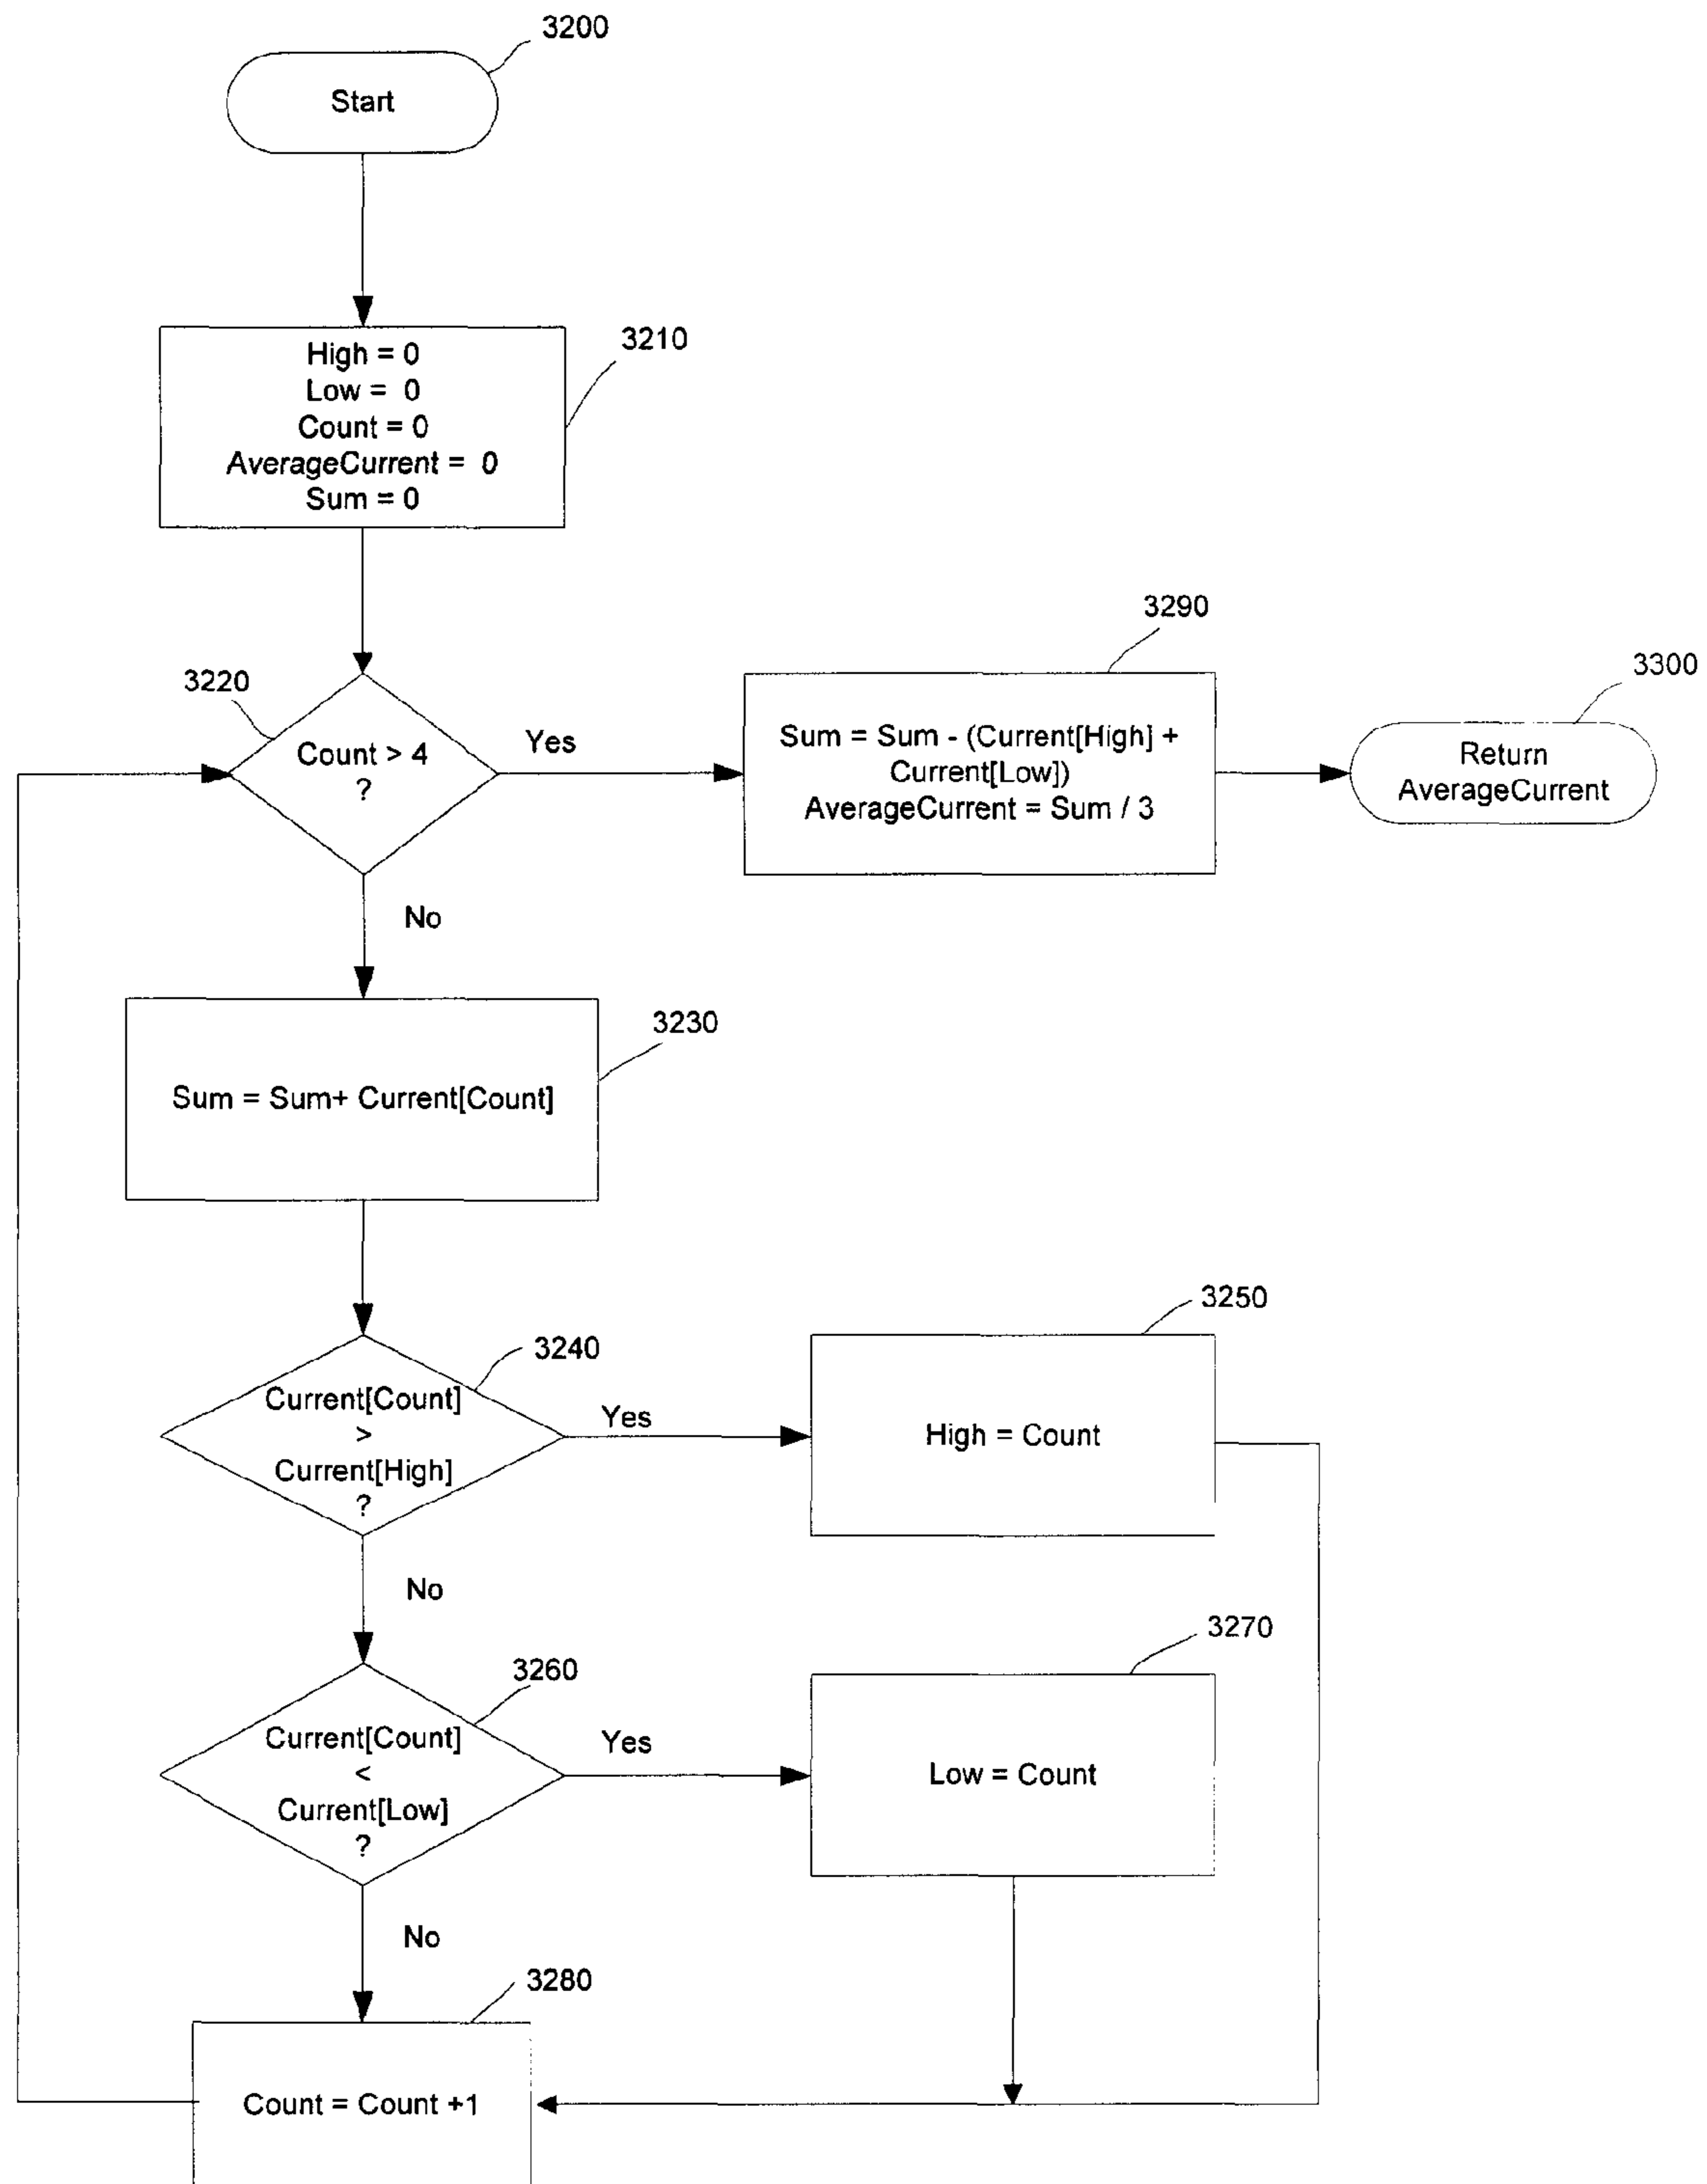 3200
Start
3210
High = 0
Low = 0
Count = 0
AverageCurrent = 0
Sum = 0
3220
Count > 4
?
Yes
3290
Sum = Sum - (Current[High] +
Current[Low])
AverageCurrent = Sum / 3
3300
Return
AverageCurrent
No
3230
Sum = Sum+ Current[Count]
3240
Current[Count]
>
Current[High]
?
Yes
3250
High = Count
No
3260
Current[Count]
<
Current[Low]
?
Yes
3270
Low = Count
No
3280
Count = Count +1